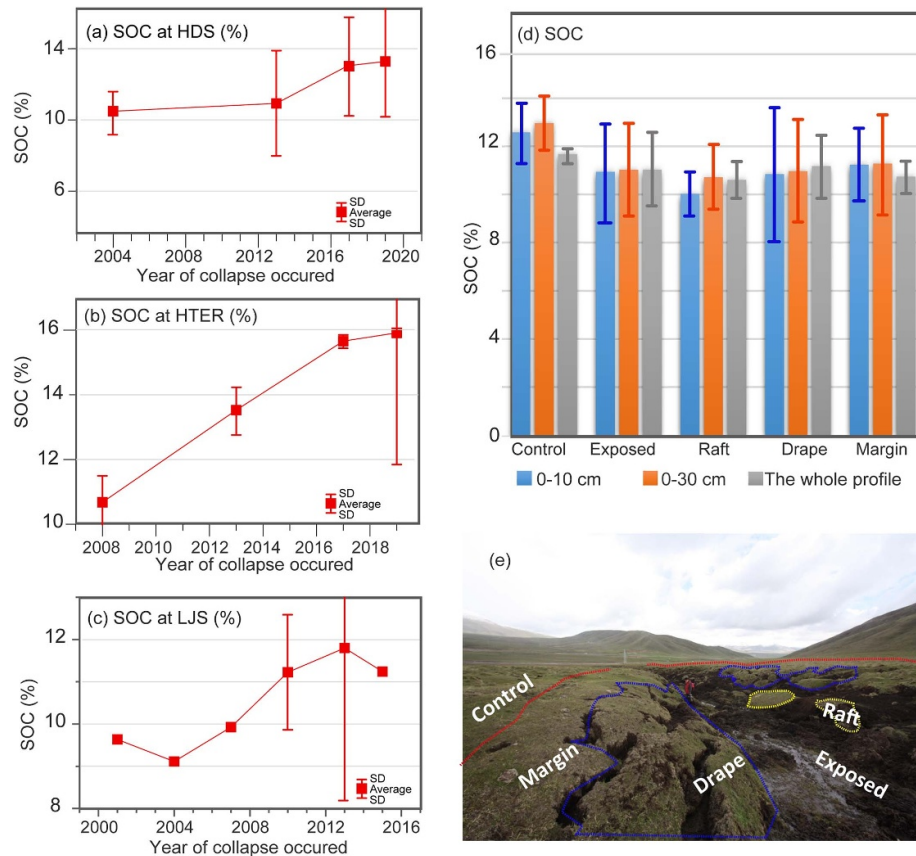 (a) SOC at HDS (%)
14
10
6
SOC (%)
SD
Average
SD
2004 2008 2012 2016 2020
Year of collapse occured
(b) SOC at HTER (%)
16
14
12
10
SOC (%)
SD
Average
SD
2008 2010 2012 2014 2016 2018
Year of collapse occured
(c) SOC at LJS (%)
12
10
8
SOC (%)
SD
Average
SD
2000 2004 2008 2012 2016
Year of collapse occured
(d) SOC
16
12
8
4
0
SOC (%)
Control Exposed Raft Drape Margin
0-10 cm 0-30 cm The whole profile
(e)
Control
Margin
Drape
Raft
Exposed